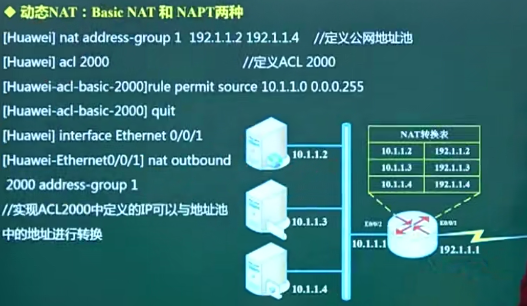 ◆ 动态NAT：Basic NAT 和 NAPT两种
[Huawei] nat address-group 1 192.1.1.2 192.1.1.4 //定义公网地址池
[Huawei] acl 2000 //定义ACL 2000
[Huawei-acl-basic-2000]rule permit source 10.1.1.0 0.0.0.255
[Huawei-acl-basic-2000] quit
[Huawei] interface Ethernet 0/0/1
[Huawei-Ethernet0/0/1] nat outbound
2000 address-group 1
//实现ACL2000中定义的IP可以与地址池
中的地址进行转换
10.1.1.2
10.1.1.3
10.1.1.4
NAT转换表
10.1.1.2 192.1.1.2
10.1.1.3 192.1.1.3
10.1.1.4 192.1.1.4
E0/0/2 E0/0/1
10.1.1.1 192.1.1.1